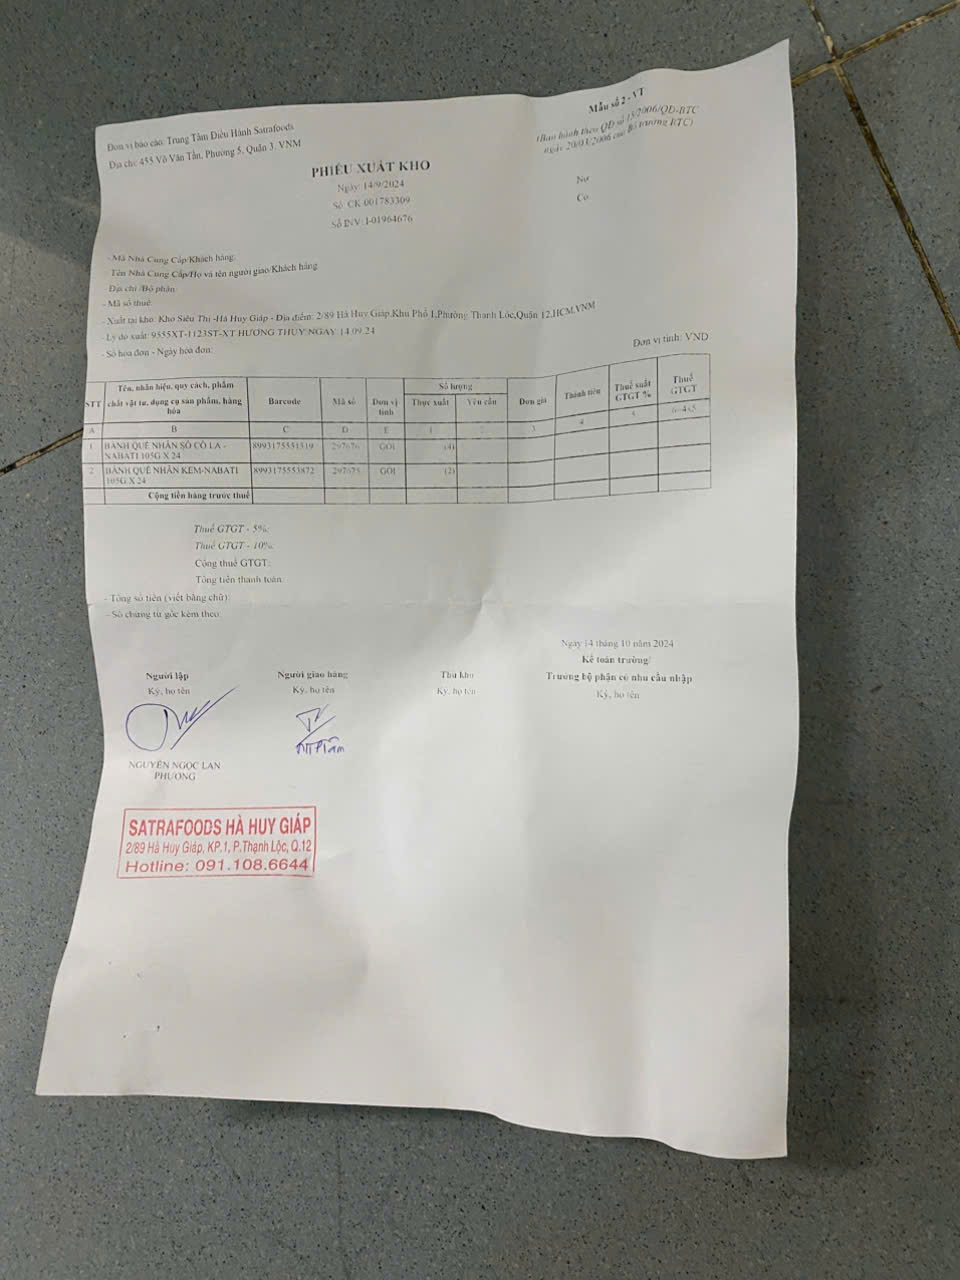 Đơn vị báo cáo: Trung Tâm Điều Hành Satrafoods
Địa chỉ: 455 Võ Văn Tần, Phường 5, Quận 3, VNM
Mẫu số 2 - VT
(Ban hành theo QĐ số 15/2006/QĐ-BTC
ngày 20/03/2006 của Bộ trưởng BTC)
PHIẾU XUẤT KHO
Ngày: 14/9/2024
Số: CK 001783309
Số INV: I-01964676
Nợ
Có
- Mã Nhà Cung Cấp/Khách hàng:
- Tên Nhà Cung Cấp/Họ và tên người giao/Khách hàng
- Địa chỉ /Bộ phận:
- Mã số thuế:
- Xuất tại kho: Kho Siêu Thị -Hà Huy Giáp - Địa điểm: 2/89 Hà Huy Giáp,Khu Phố 1,Phường Thạnh Lộc,Quận 12,HCM,VNM
- Lý do xuất: 9555XT-1123ST-XT HƯƠNG THỦY NGÀY 14.09.24
- Số hóa đơn - Ngày hóa đơn:
Đơn vị tính: VND
STT Tên, nhãn hiệu, quy cách, phẩm chất vật tư, dụng cụ sản phẩm, hàng hóa Barcode Mã số Đơn vị tính Số lượng Thực xuất Yêu cầu Đơn giá Thành tiền Thuế suất GTGT % Thuế GTGT
A B C D E 1 2 3 4 5 6=4x5
1 BÁNH QUẾ NHÂN SÔ CÔ LA - NABATI 105G X 24 8993175551519 297676 GÓI (4)
2 BÁNH QUẾ NHÂN KEM-NABATI 105G X 24 8993175553872 297675 GÓI (2)
Cộng tiền hàng trước thuế
Thuế GTGT - 5%:
Thuế GTGT - 10%:
Cộng thuế GTGT:
Tổng tiền thanh toán:
- Tổng số tiền (viết bằng chữ):
- Số chứng từ gốc kèm theo:
Ngày 14 tháng 10 năm 2024
Người lập
Ký, họ tên
Người giao hàng
Ký, họ tên
Thủ kho
Ký, họ tên
Kế toán trưởng/
Trưởng bộ phận có nhu cầu nhập
Ký, họ tên
NGUYỄN NGỌC LAN
PHƯƠNG
SATRAFOODS HÀ HUY GIÁP
2/89 Hà Huy Giáp, KP.1, P.Thạnh Lộc, Q.12
Hotline: 091.108.6644